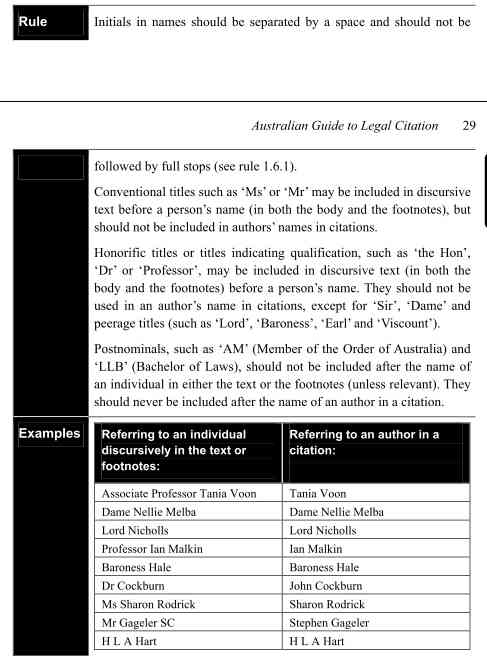 Rule
Initials in names should be separated by a space and should not be
Australian Guide to Legal Citation 29
followed by full stops (see rule 1.6.1).
Conventional titles such as ‘Ms’ or ‘Mr’ may be included in discursive
text before a person’s name (in both the body and the footnotes), but
should not be included in authors’ names in citations.
Honorific titles or titles indicating qualification, such as ‘the Hon’,
‘Dr’ or ‘Professor’, may be included in discursive text (in both the
body and the footnotes) before a person’s name. They should not be
used in an author’s name in citations, except for ‘Sir’, ‘Dame’ and
peerage titles (such as ‘Lord’, ‘Baroness’, ‘Earl’ and ‘Viscount’).
Postnominals, such as ‘AM’ (Member of the Order of Australia) and
‘LLB’ (Bachelor of Laws), should not be included after the name of
an individual in either the text or the footnotes (unless relevant). They
should never be included after the name of an author in a citation.
Examples
Referring to an individual
discursively in the text or
footnotes:
Referring to an author in a
citation:
Associate Professor Tania Voon
Tania Voon
Dame Nellie Melba
Dame Nellie Melba
Lord Nicholls
Lord Nicholls
Professor Ian Malkin
Ian Malkin
Baroness Hale
Baroness Hale
Dr Cockburn
John Cockburn
Ms Sharon Rodrick
Sharon Rodrick
Mr Gageler SC
Stephen Gageler
H L A Hart
H L A Hart